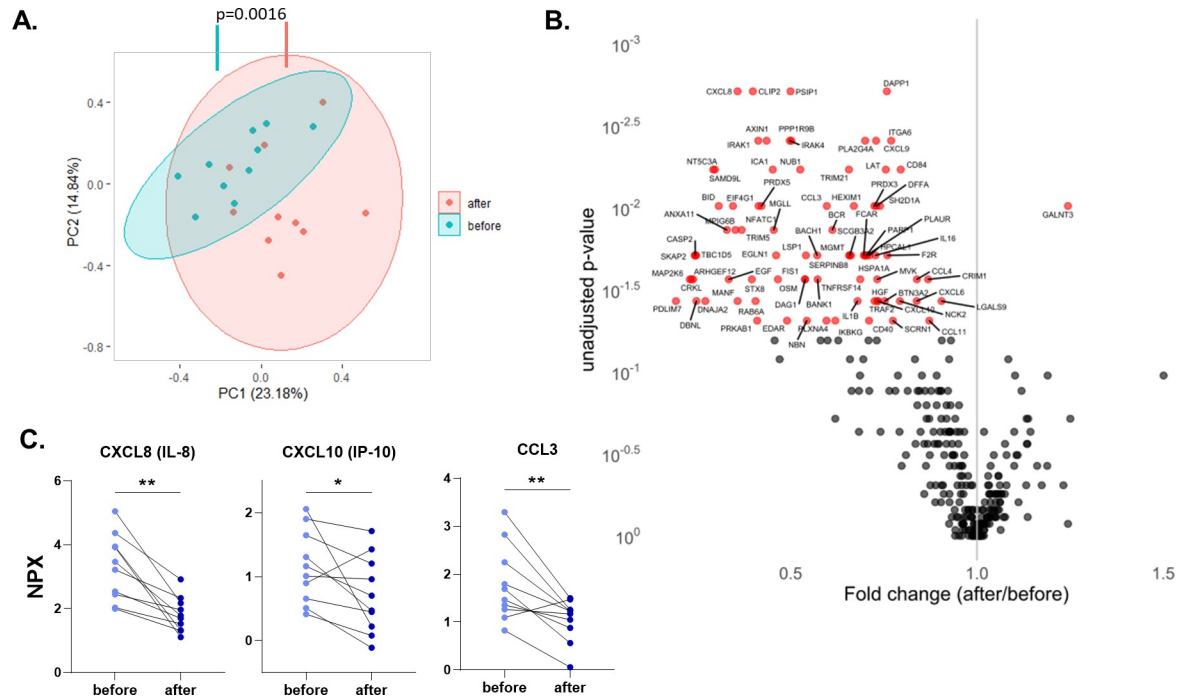 A.
p=0.0016
0.4
0.0
-0.4
-0.8
PC2 (14.84%)
-0.4
0.0
0.4
PC1 (23.18%)
after
before
B.
10-3
10-2.5
10-2
10-1.5
10-1
10-0.5
100
unadjusted p-value
CXCL8
CLIP2
PSIP1
DAPP1
AXIN1
PPP1R9B
ITGA6
IRAK1
IRAK4
PLA2G4A
CXCL9
NT5C3A
ICA1
NUB1
LAT
CD84
SAMD9L
TRIM21
PRDX5
PRDX3
DFFA
BID
EIF4G1
MGLL
CCL3
HEXIM1
SH2D1A
GALNT3
ANXA11
MPIG6B
NFATC1
BCR
FCAR
PLAUR
CASP2
TRIM5
BACH1
SCGB3A2
PARP1
MGMT
HPCAL1
IL16
SKAP2
TBC1D5
EGLN1
LSP1
SERPINB8
F2R
MAP2K6
ARHGEF12
EGF
FIS1
HSPA1A
MVK
CCL4
CRIM1
CRKL
MANF
STX8
OSM
TNFRSF14
HGF
BTN3A2
CXCL6
PDLIM7
DNAJA2
RAB6A
DAG1
BANK1
IL1B
TRAF2
CXCL10
LGALS9
DBNL
NCK2
PRKAB1
EDAR
PLXNA4
IKBKG
CD40
SCRN1
CCL11
NBN
0.5
1.0
1.5
Fold change (after/before)
C.
CXCL8 (IL-8)
CXCL10 (IP-10)
CCL3
NPX
6
4
2
0
**
before
after
2
1
0
*
before
after
4
3
2
1
0
**
before
after